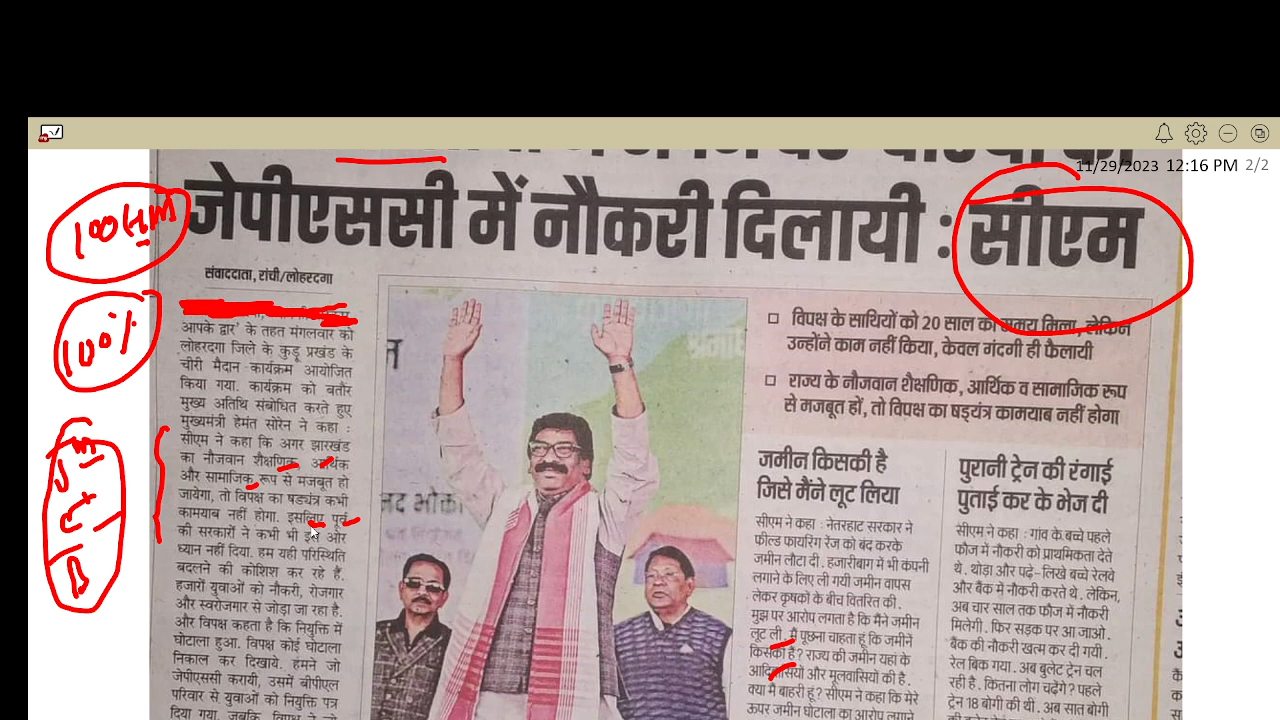 11/29/2023 12:16 PM 2/2
जेपीएससी में नौकरी दिलायी : सीएम
100
100%
संवाददाता, रांची/लोहरदगा
आपके द्वार' के तहत मंगलवार को
लोहरदगा जिले के कुडू प्रखंड के
चीरी मैदान कार्यक्रम आयोजित
किया गया. कार्यक्रम को बतौर
मुख्य अतिथि संबोधित करते हुए
मुख्यमंत्री हेमंत सोरेन ने कहा :
सीएम ने कहा कि अगर झारखंड
का नौजवान शैक्षणिक, आर्थिक
और सामाजिक रूप से मजबूत हो
जायेगा, तो विपक्ष का षड्यंत्र कभी
कामयाब नहीं होगा. इसलिए पूर्व
की सरकारों ने कभी भी इस ओर
ध्यान नहीं दिया. हम यही परिस्थिति
बदलने की कोशिश कर रहे हैं.
हजारों युवाओं को नौकरी, रोजगार
और स्वरोजगार से जोड़ा जा रहा है.
और विपक्ष कहता है कि नियुक्ति में
घोटाला हुआ. विपक्ष कोई घोटाला
निकाल कर दिखाये. हमने जो
जेपीएससी करायी, उसमें बीपीएल
परिवार से युवाओं को नियुक्ति पत्र
दिया गया. जबकि, विपक्ष ने जो
विपक्ष के साथियों को 20 साल का समय मिला, लेकिन
उन्होंने काम नहीं किया, केवल गंदगी ही फैलायी
राज्य के नौजवान शैक्षणिक, आर्थिक व सामाजिक रूप
से मजबूत हों, तो विपक्ष का षड्यंत्र कामयाब नहीं होगा
जमीन किसकी है
जिसे मैंने लूट लिया
सीएम ने कहा : नेतरहाट सरकार ने
फील्ड फायरिंग रेंज को बंद करके
जमीन लौटा दी. हजारीबाग में भी कंपनी
लगाने के लिए ली गयी जमीन वापस
लेकर कृषकों के बीच वितरित की.
मुझ पर आरोप लगता है कि मैंने जमीन
लूट ली. मैं पूछना चाहता हूं कि जमीनें
किसकी है? राज्य की जमीन यहां के
आदिवासियों और मूलवासियों की है.
क्या मैं बाहरी हूं? सीएम ने कहा कि मेरे
ऊपर जमीन घोटाला का आरोप लगाने
पुरानी ट्रेन की रंगाई
पुताई कर के भेज दी
सीएम ने कहा : गांव के बच्चे पहले
फौज में नौकरी को प्राथमिकता देते
थे. थोड़ा और पढ़े-लिखे बच्चे रेलवे
और बैंक में नौकरी करते थे. लेकिन,
अब चार साल तक फौज में नौकरी
मिलेगी. फिर सड़क पर आ जाओ.
बैंक की नौकरी खत्म कर दी गयी.
रेल बिक गया. अब बुलेट ट्रेन चल
रही है. कितना लोग चढ़ेंगे? पहले
ट्रेन 18 बोगी की थी. अब सात बोगी